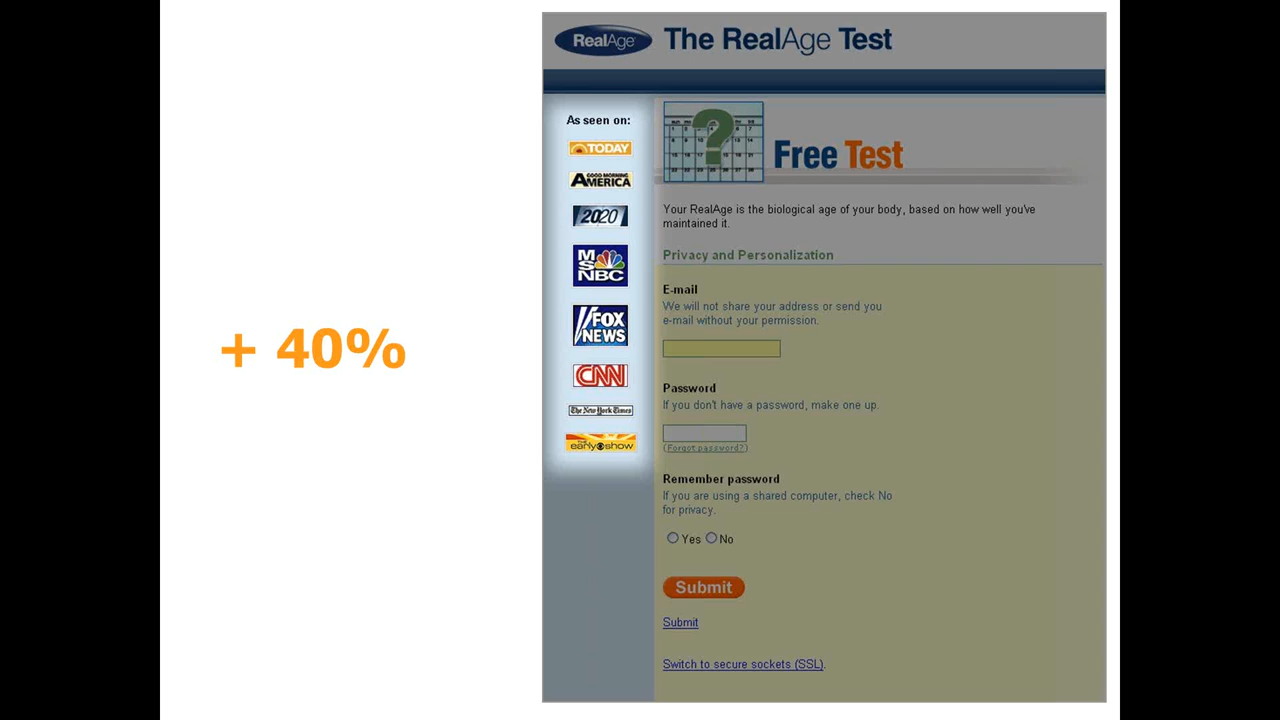 + 40%
RealAge
The RealAge Test
As seen on:
TODAY
GOOD MORNING
AMERICA
2020
MSNBC
FOX
NEWS
CNN
The New York Times
THE
early show
?
Free Test
Your RealAge is the biological age of your body, based on how well you've
maintained it.
Privacy and Personalization
E-mail
We will not share your address or send you
e-mail without your permission.
Password
If you don't have a password, make one up.
(Forgot password?)
Remember password
If you are using a shared computer, check No
for privacy.
Yes No
Submit
Submit
Switch to secure sockets (SSL).